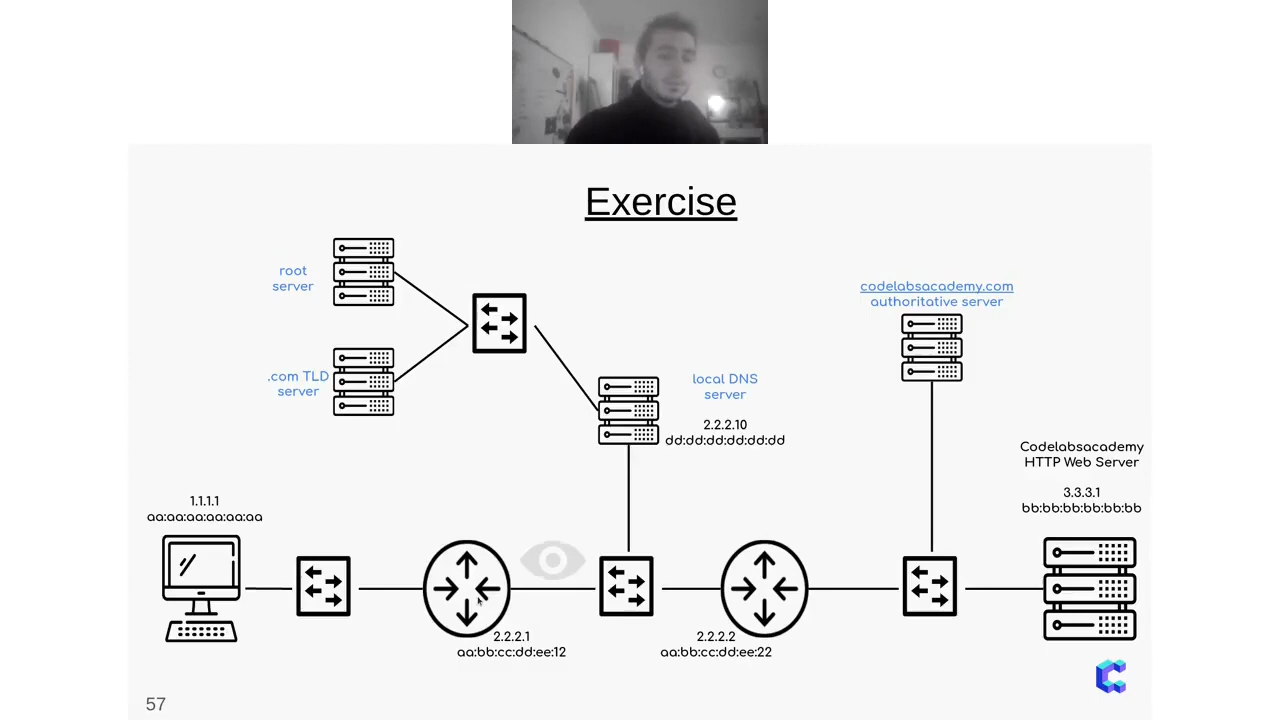 Exercise
root
server
.com TLD
server
codelabsacademy.com
authoritative server
local DNS
server
2.2.2.10
dd:dd:dd:dd:dd:dd
Codelabsacademy
HTTP Web Server
3.3.3.1
bb:bb:bb:bb:bb:bb
1.1.1.1
aa:aa:aa:aa:aa:aa
2.2.2.1
aa:bb:cc:dd:ee:12
2.2.2.2
aa:bb:cc:dd:ee:22
57